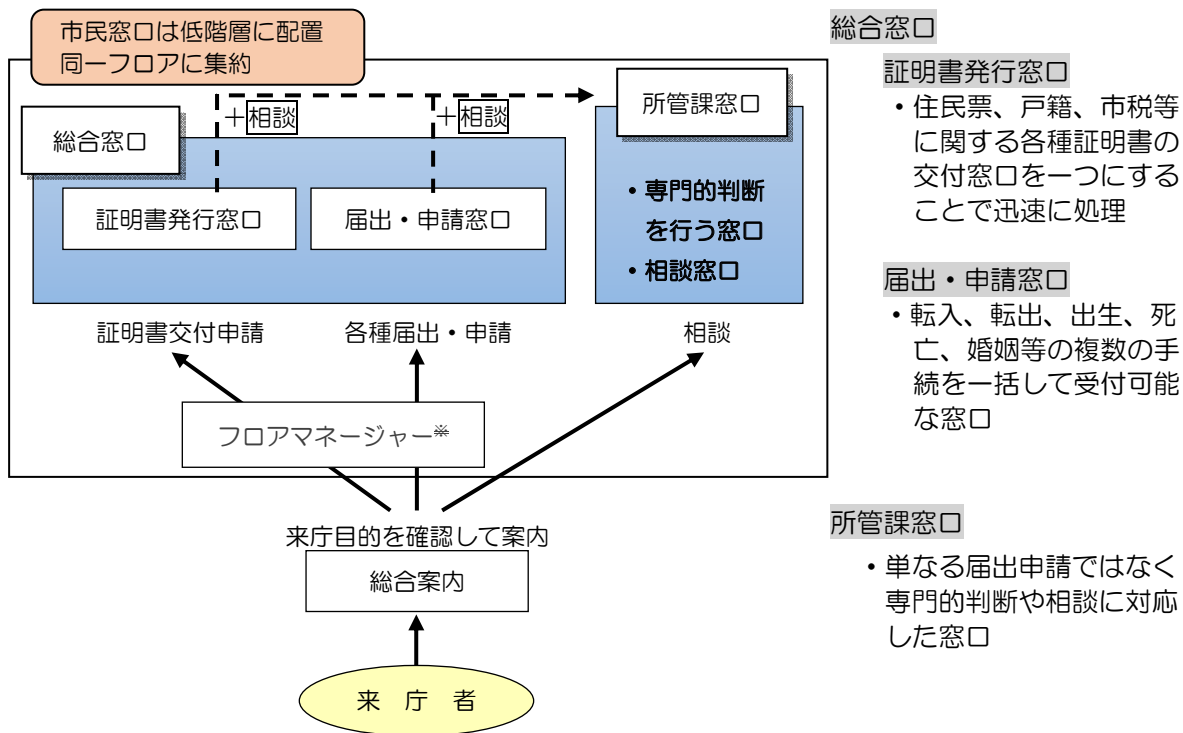 市民窓口は低階層に配置
同一フロアに集約
総合窓口
＋相談
＋相談
所管課窓口
証明書発行窓口
届出・申請窓口
・専門的判断
を行う窓口
・相談窓口
証明書交付申請
各種届出・申請
相談
フロアマネージャー※
来庁目的を確認して案内
総合案内
来 庁 者
総合窓口
証明書発行窓口
・住民票、戸籍、市税等
に関する各種証明書の
交付窓口を一つにする
ことで迅速に処理
届出・申請窓口
・転入、転出、出生、死
亡、婚姻等の複数の手
続を一括して受付可能
な窓口
所管課窓口
・単なる届出申請ではなく
専門的判断や相談に対応
した窓口